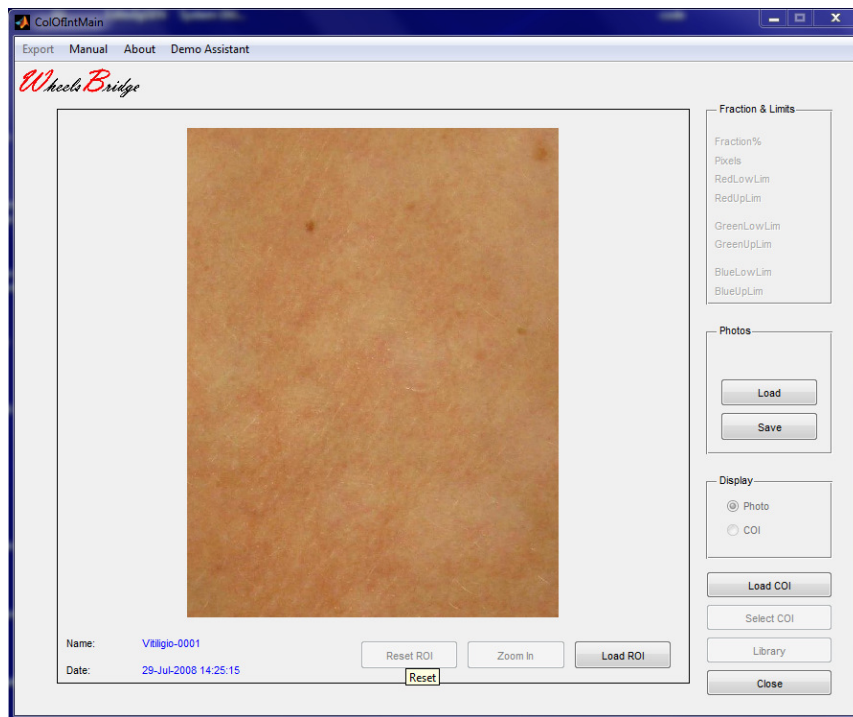 ColOfIntMain
Export Manual About Demo Assistant
WheelsBridge
Fraction & Limits
Fraction%
Pixels
RedLowLim
RedUpLim
GreenLowLim
GreenUpLim
BlueLowLim
BlueUpLim
Photos
Load
Save
Display
Photo
COI
Load COI
Select COI
Library
Close
Name: Vitiligio-0001
Date: 29-Jul-2008 14:25:15
Reset ROI Zoom In Load ROI
Reset